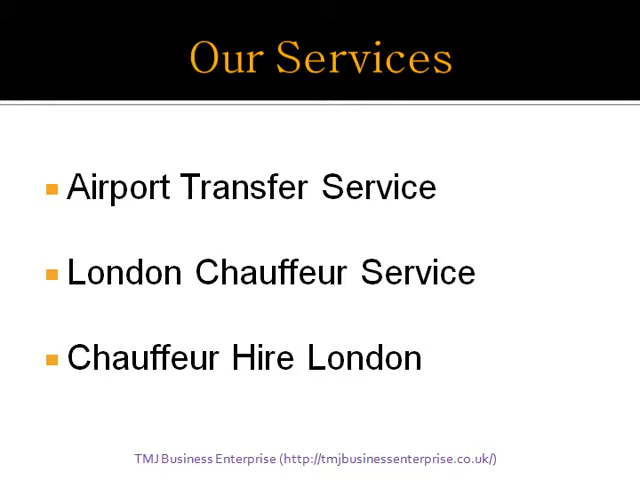 Our Services
Airport Transfer Service
London Chauffeur Service
Chauffeur Hire London
TMJ Business Enterprise (http://tmjbusinessenterprise.co.uk/)